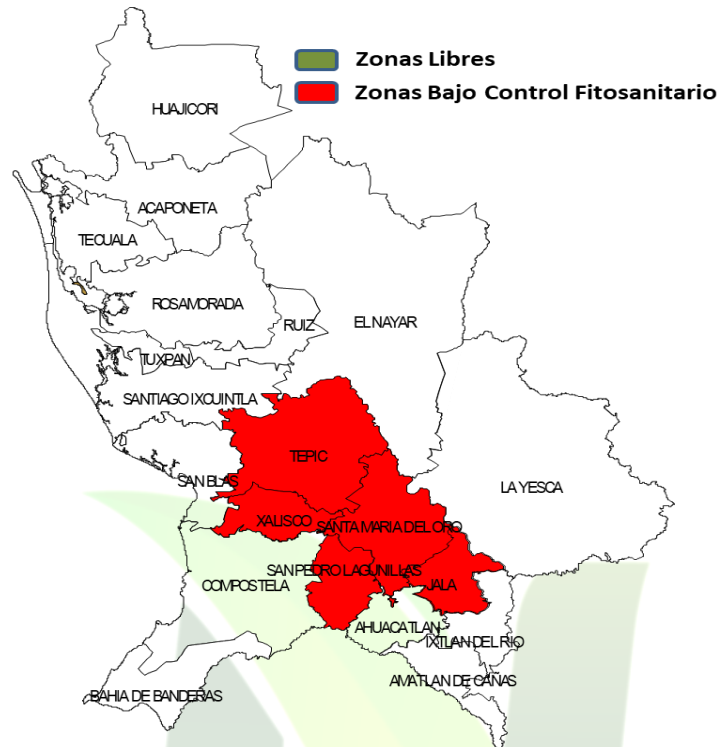 Zonas Libres
Zonas Bajo Control Fitosanitario
HUAJICORI
ACAPONETA
TECUALA
ROSAMORADA
RUIZ
EL NAYAR
TUXPAN
SANTIAGO IXCUINTLA
TEPIC
SAN BLAS
LA YESCA
XALISCO
SANTA MARIA DEL ORO
SAN PEDRO LAGUNILLAS
COMPOSTELA
JALA
AHUACATLAN
IXTLAN DEL RIO
AMATLAN DE CAÑAS
BAHIA DE BANDERAS